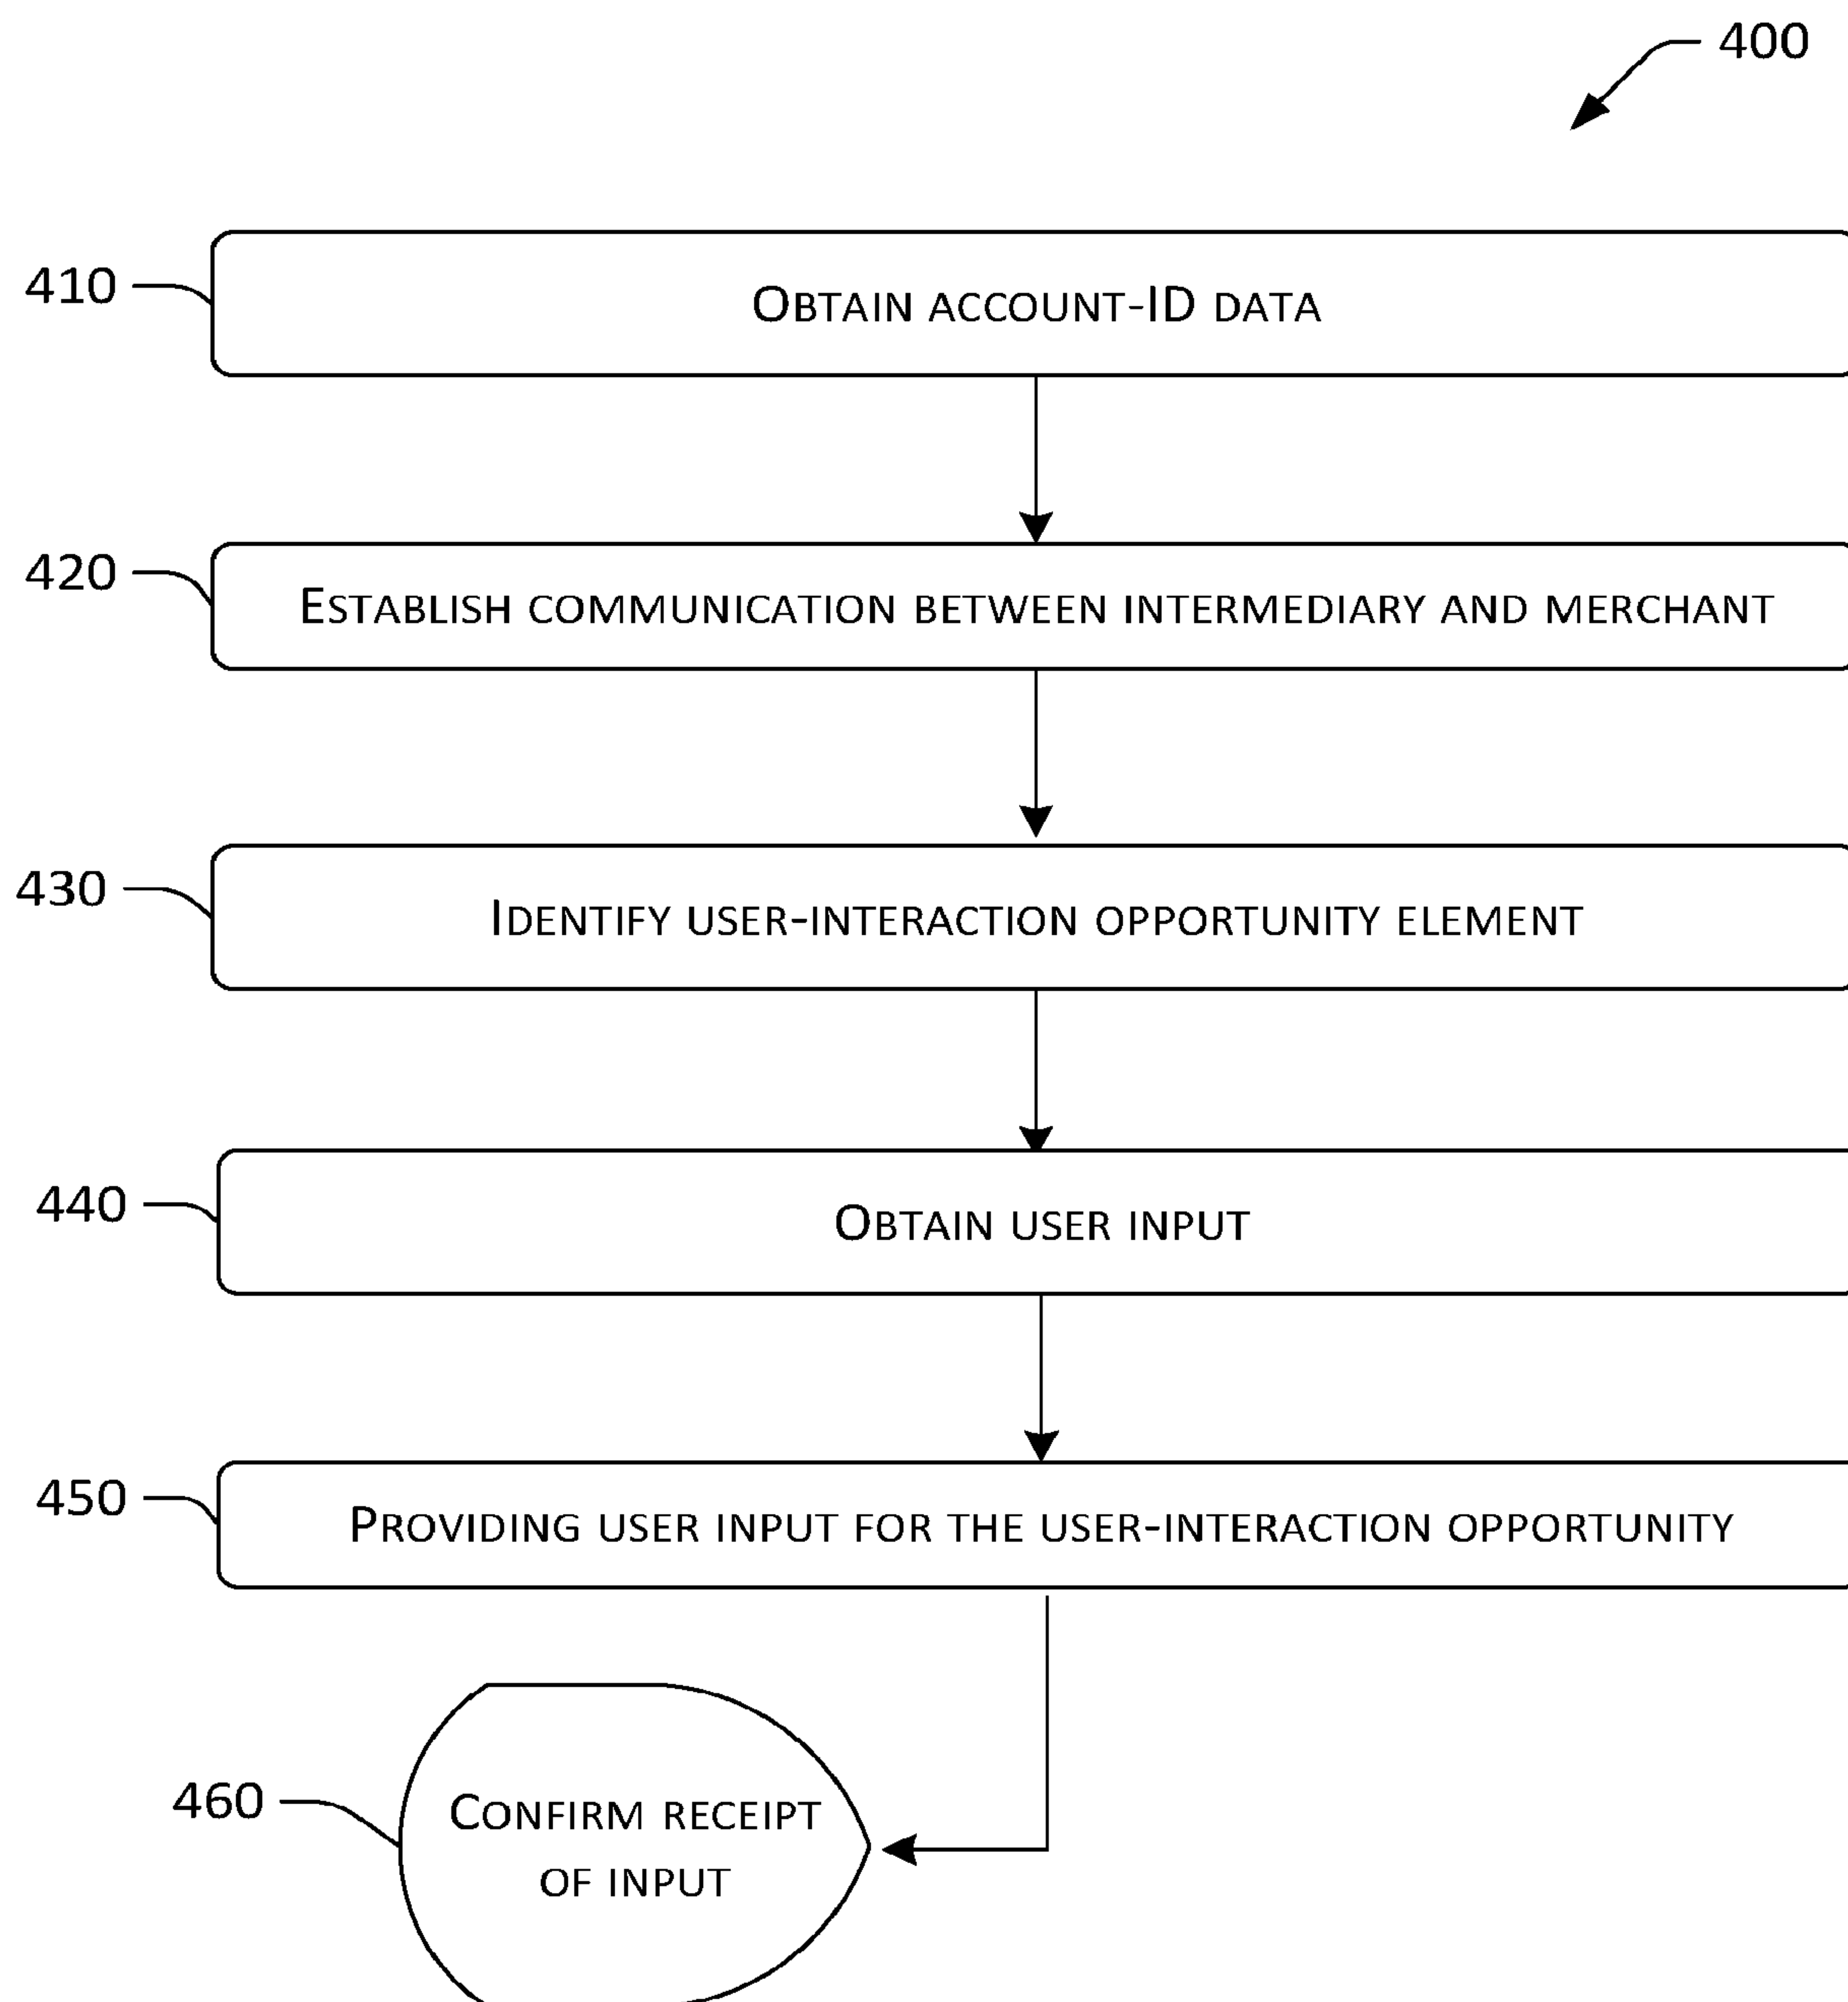 400
410
OBTAIN ACCOUNT-ID DATA
420
ESTABLISH COMMUNICATION BETWEEN INTERMEDIARY AND MERCHANT
430
IDENTIFY USER-INTERACTION OPPORTUNITY ELEMENT
440
OBTAIN USER INPUT
450
PROVIDING USER INPUT FOR THE USER-INTERACTION OPPORTUNITY
460
CONFIRM RECEIPT
OF INPUT